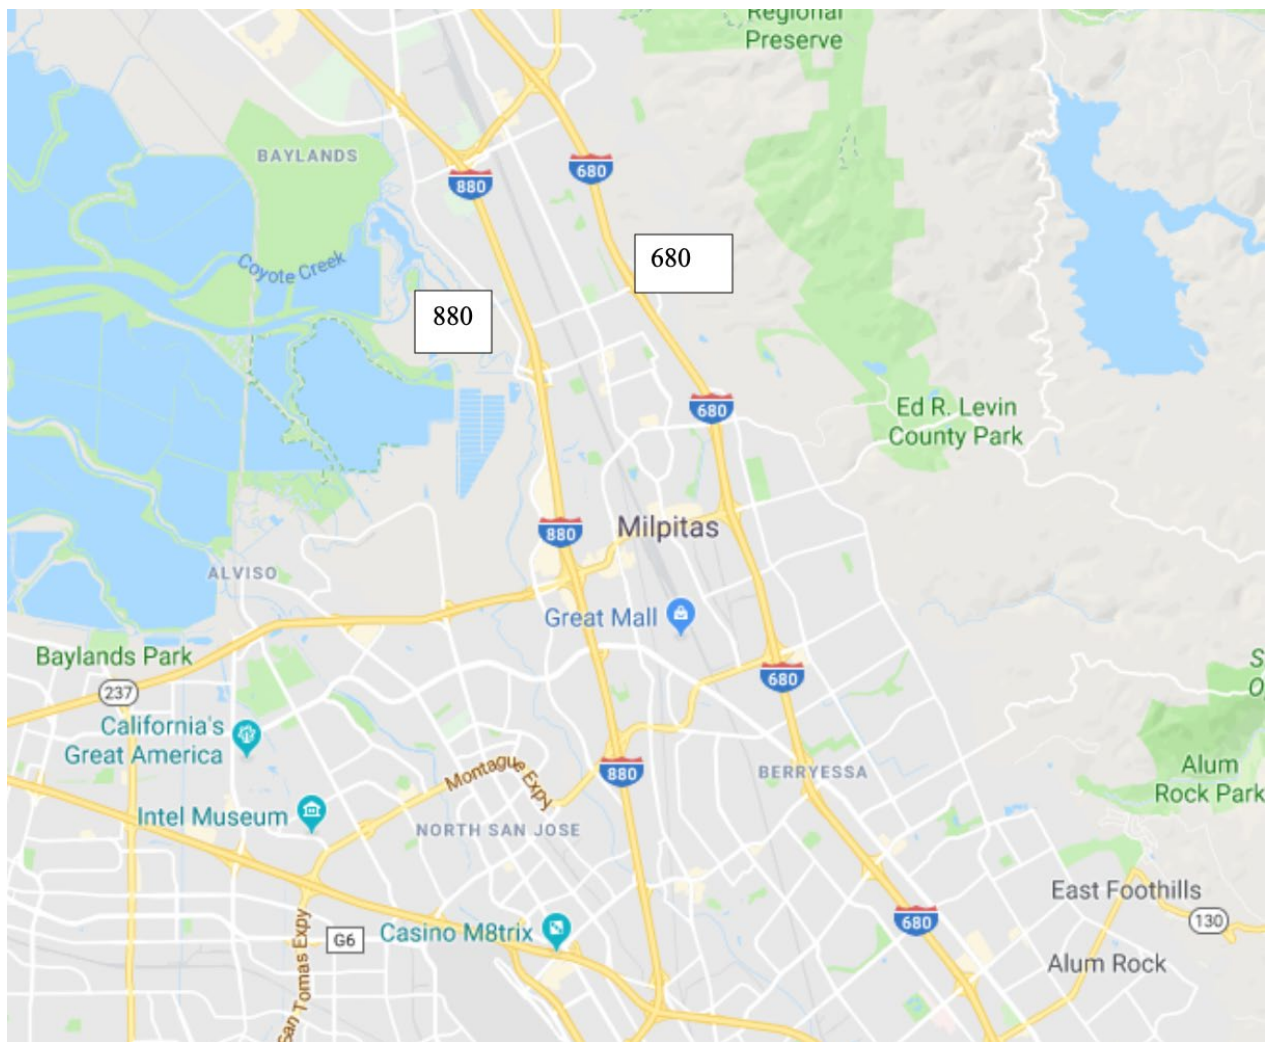 Regional
Preserve
BAYLANDS
880
680
Coyote Creek
680
880
680
Ed R. Levin
County Park
880
Milpitas
ALVISO
Great Mall
Baylands Park
237
680
S
O
California's
Great America
880
BERRYESSA
Alum
Rock Park
Montague Expy
Intel Museum
NORTH SAN JOSE
East Foothills
680
130
Casino M8trix
G6
San Tomas Expy
Alum Rock